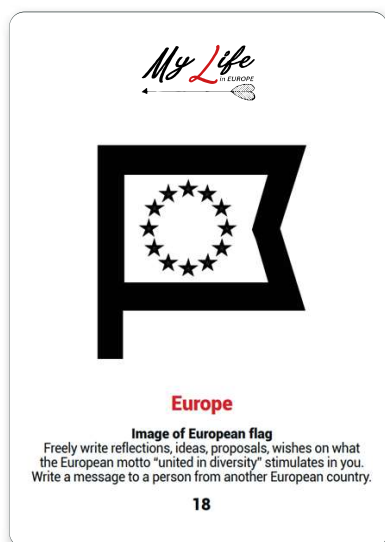 My Life
in EUROPE
Europe
Image of European flag
Freely write reflections, ideas, proposals, wishes on what
the European motto “united in diversity” stimulates in you.
Write a message to a person from another European country.
18